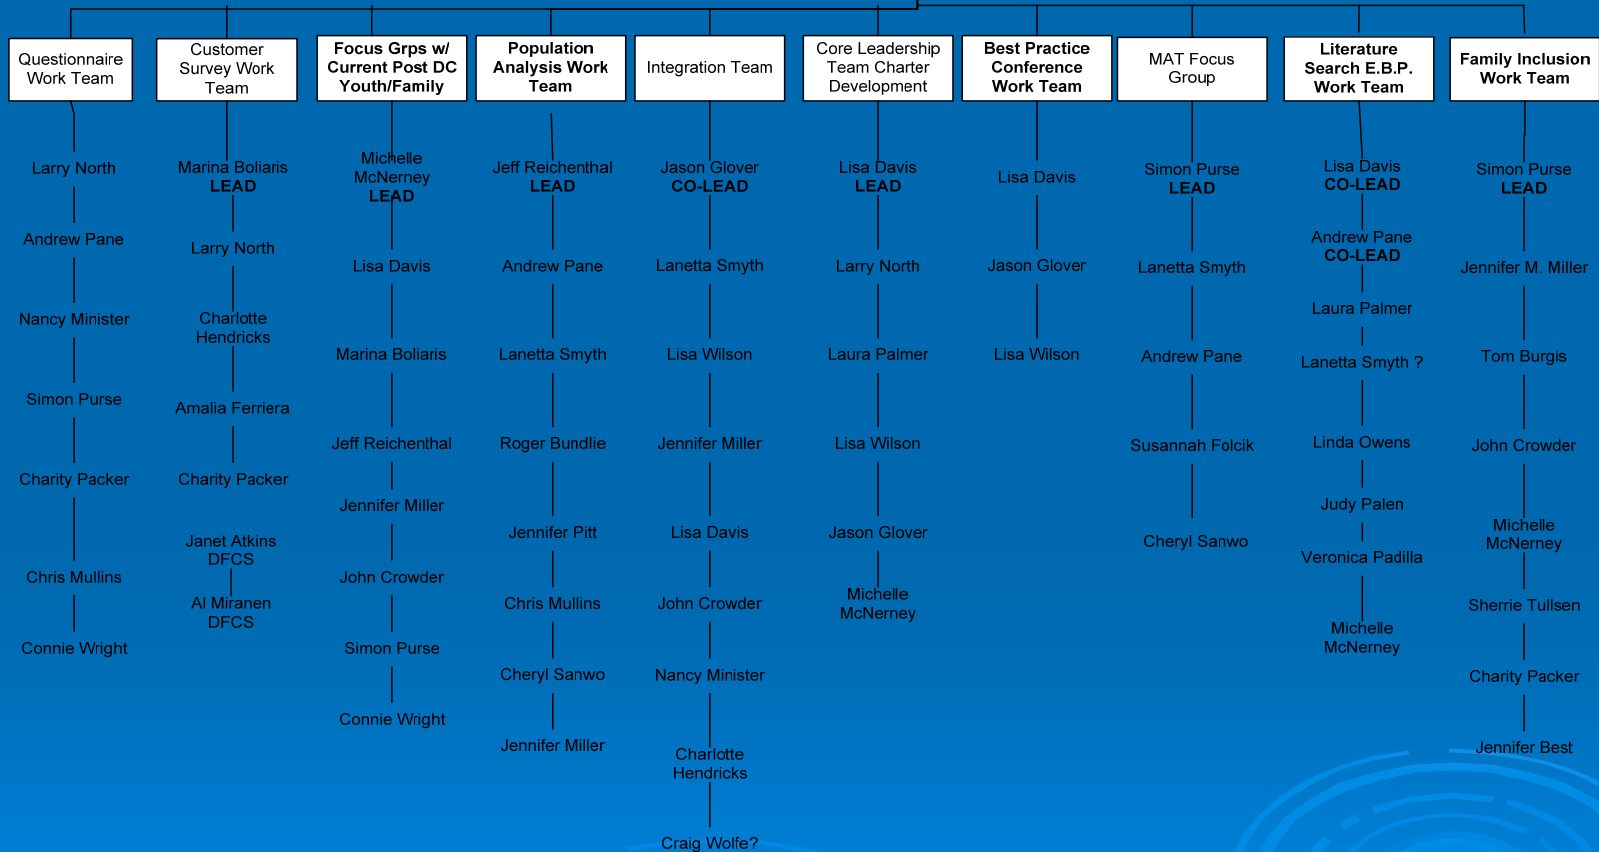 Questionnaire
Work Team
Larry North
Andrew Pane
Nancy Minister
Simon Purse
Charity Packer
Chris Mullins
Connie Wright
Customer
Survey Work
Team
Marina Boliaris
LEAD
Larry North
Charlotte
Hendricks
Amalia Ferriera
Charity Packer
Janet Atkins
DFCS
Al Miranen
DFCS
Focus Grps w/
Current Post DC
Youth/Family
Michelle
McNerney
LEAD
Lisa Davis
Marina Boliaris
Jeff Reichenthal
Jennifer Miller
John Crowder
Simon Purse
Connie Wright
Population
Analysis Work
Team
Jeff Reichenthal
LEAD
Andrew Pane
Lanetta Smyth
Roger Bundlie
Jennifer Pitt
Chris Mullins
Cheryl Sanwo
Jennifer Miller
Integration Team
Jason Glover
CO-LEAD
Lanetta Smyth
Lisa Wilson
Jennifer Miller
Lisa Davis
John Crowder
Nancy Minister
Charlotte
Hendricks
Craig Wolfe?
Core Leadership
Team Charter
Development
Lisa Davis
LEAD
Larry North
Laura Palmer
Lisa Wilson
Jason Glover
Michelle
McNerney
Best Practice
Conference
Work Team
Lisa Davis
Jason Glover
Lisa Wilson
MAT Focus
Group
Simon Purse
LEAD
Lanetta Smyth
Andrew Pane
Susannah Folcik
Cheryl Sanwo
Literature
Search E.B.P.
Work Team
Lisa Davis
CO-LEAD
Andrew Pane
CO-LEAD
Laura Palmer
Lanetta Smyth ?
Linda Owens
Judy Palen
Veronica Padilla
Michelle
McNerney
Family Inclusion
Work Team
Simon Purse
LEAD
Jennifer M. Miller
Tom Burgis
John Crowder
Michelle
McNerney
Sherrie Tullsen
Charity Packer
Jennifer Best